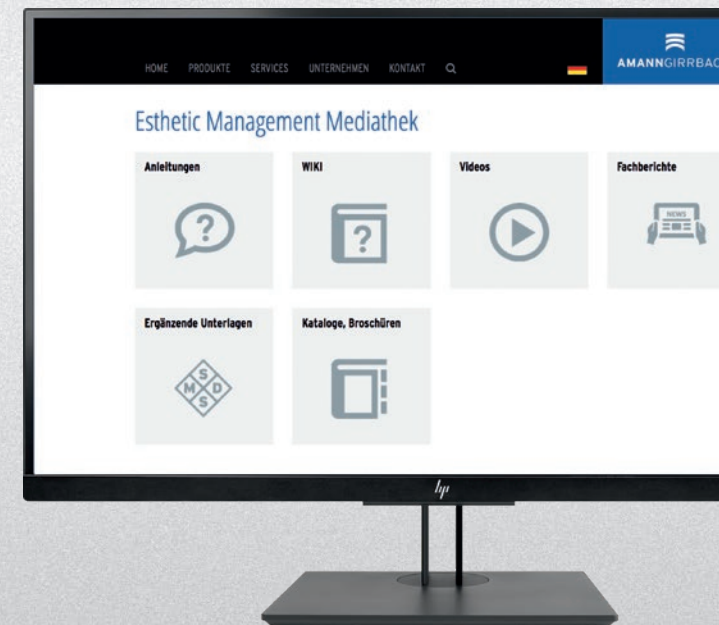 HOME PRODUKTE SERVICES UNTERNEHMEN KONTAKT
AMANNGIRRBAC
Esthetic Management Mediathek
Anleitungen WIKI Videos Fachberichte
? ? NEWS
Ergänzende Unterlagen Kataloge, Broschüren
S
M D
S
hp